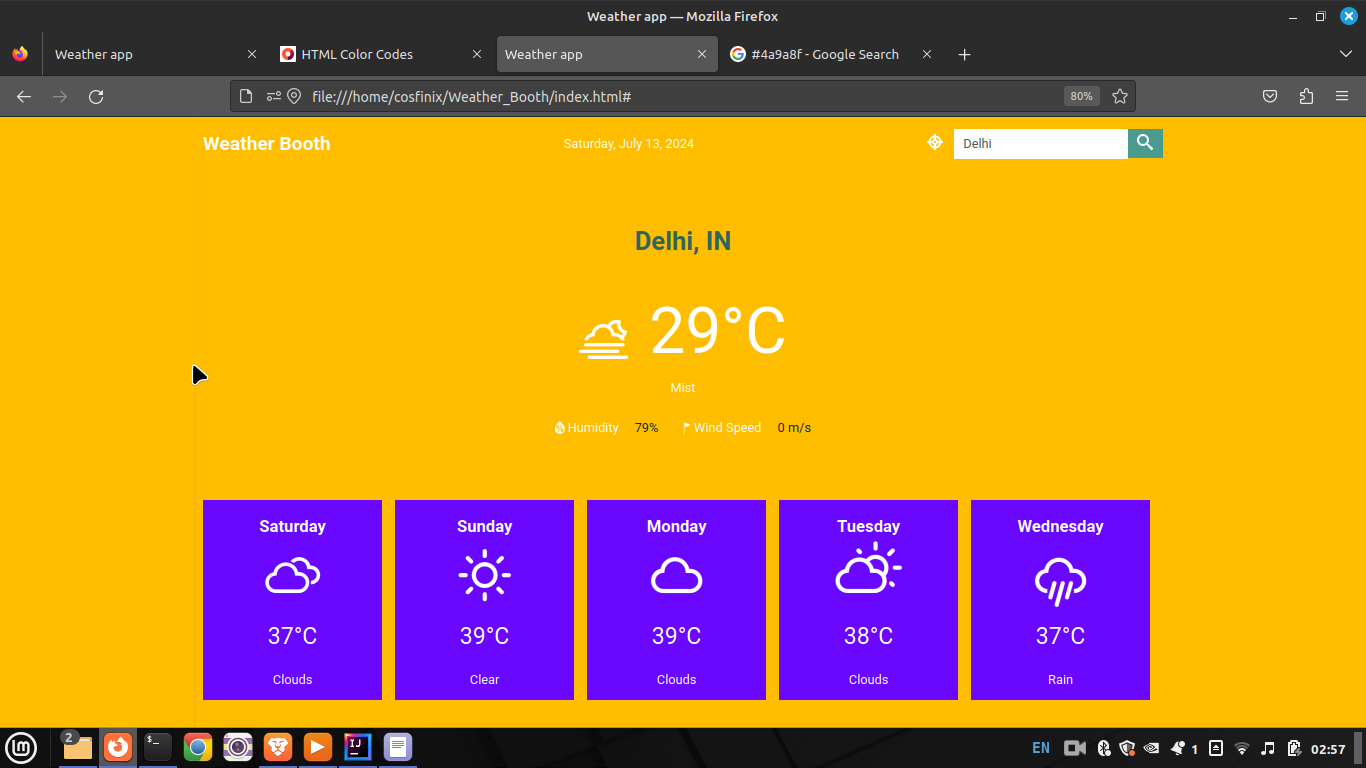 Weather app — Mozilla Firefox
Weather app
HTML Color Codes
Weather app
#4a9a8f - Google Search
file:///home/cosfinix/Weather_Booth/index.html#
80%
Weather Booth
Saturday, July 13, 2024
Delhi
Delhi, IN
29°C
Mist
Humidity 79% Wind Speed 0 m/s
Saturday Sunday Monday Tuesday Wednesday
37°C 39°C 39°C 38°C 37°C
Clouds Clear Clouds Clouds Rain
2
$_
IJ
EN
1
02:57